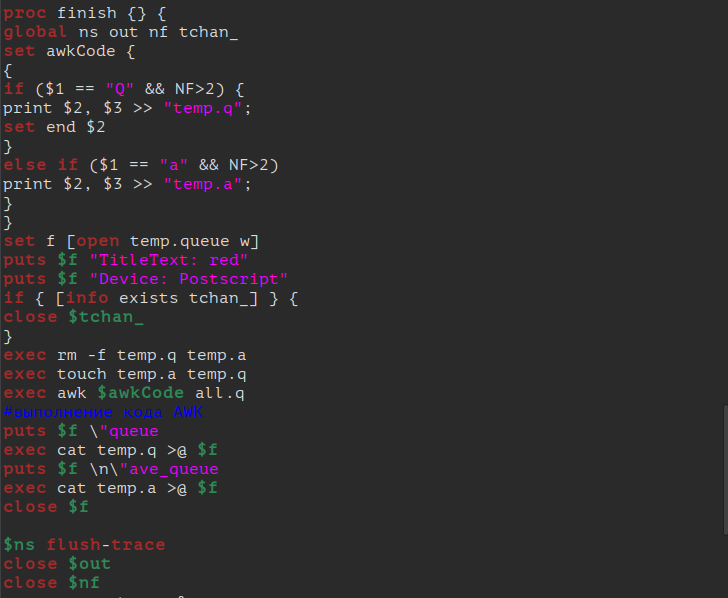 proc finish {} {
global ns out nf tchan_
set awkCode {
{
if ($1 == "Q" && NF>2) {
print $2, $3 >> "temp.q";
set end $2
}
else if ($1 == "a" && NF>2)
print $2, $3 >> "temp.a";
}
}
set f [open temp.queue w]
puts $f "TitleText: red"
puts $f "Device: Postscript"
if { [info exists tchan_] } {
close $tchan_
}
exec rm -f temp.q temp.a
exec touch temp.a temp.q
exec awk $awkCode all.q
#выполнение кода AWK
puts $f \"queue
exec cat temp.q >@ $f
puts $f \n\"ave_queue
exec cat temp.a >@ $f
close $f
$ns flush-trace
close $out
close $nf